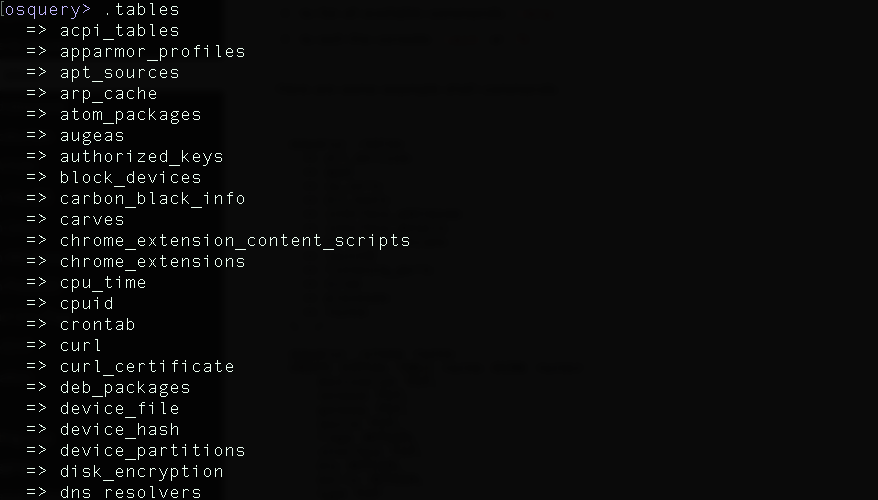 [osquery> .tables
=> acpi_tables
=> apparmor_profiles
=> apt_sources
=> arp_cache
=> atom_packages
=> augeas
=> authorized_keys
=> block_devices
=> carbon_black_info
=> carves
=> chrome_extension_content_scripts
=> chrome_extensions
=> cpu_time
=> cpuid
=> crontab
=> curl
=> curl_certificate
=> deb_packages
=> device_file
=> device_hash
=> device_partitions
=> disk_encryption
=> dns_resolvers